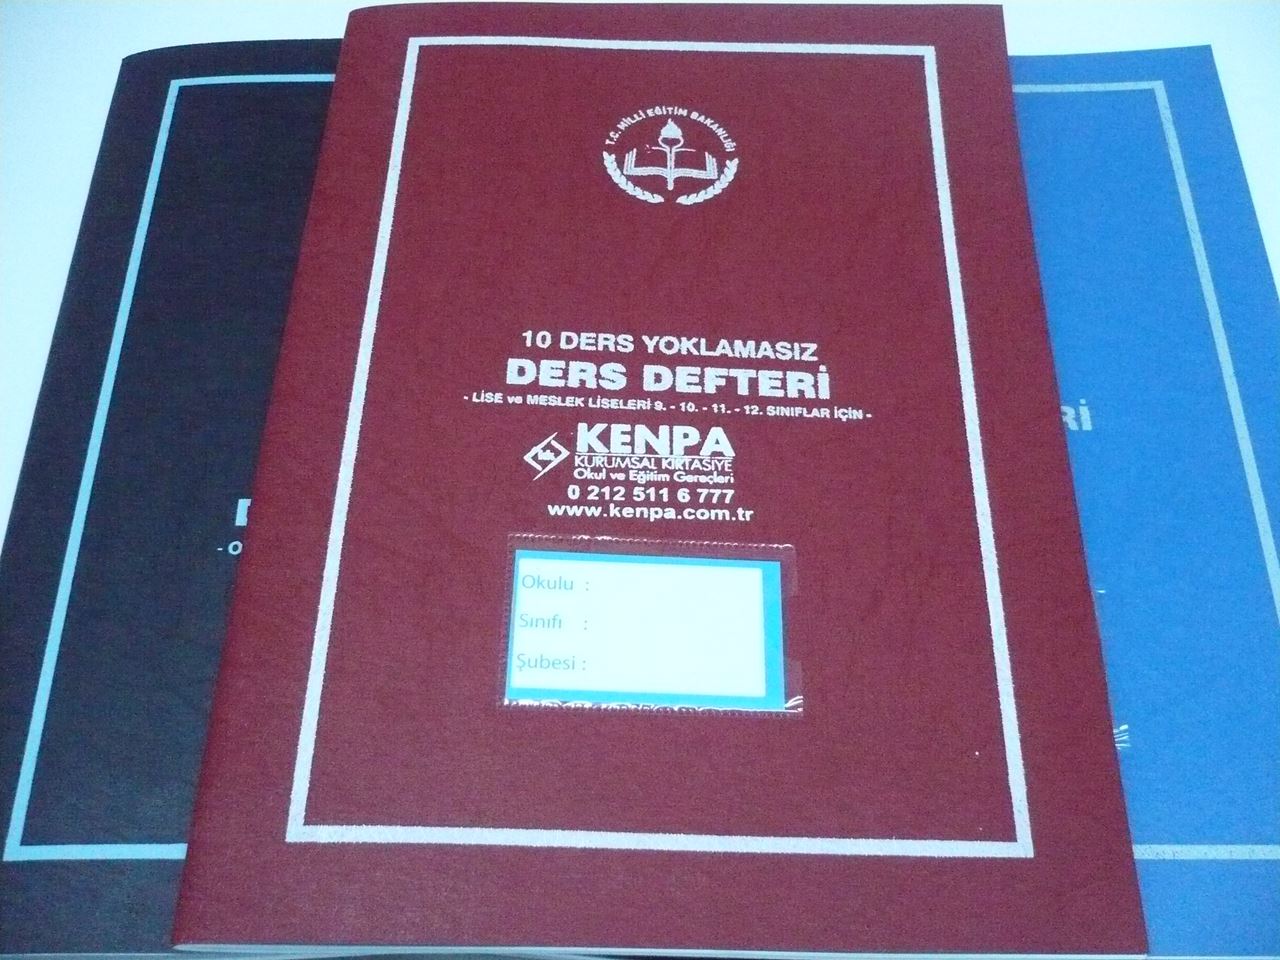 T.C. MİLLİ EĞİTİM BAKANLIĞI
10 DERS YOKLAMASIZ
DERS DEFTERİ
- LİSE ve MESLEK LİSELERİ 9. - 10. - 11. - 12. SINIFLAR İÇİN -
KENPA
KURUMSAL KIRTASİYE
Okul ve Eğitim Gereçleri
0 212 511 6 777
www.kenpa.com.tr
Okulu :
Sınıfı :
Şubesi :
Rİ